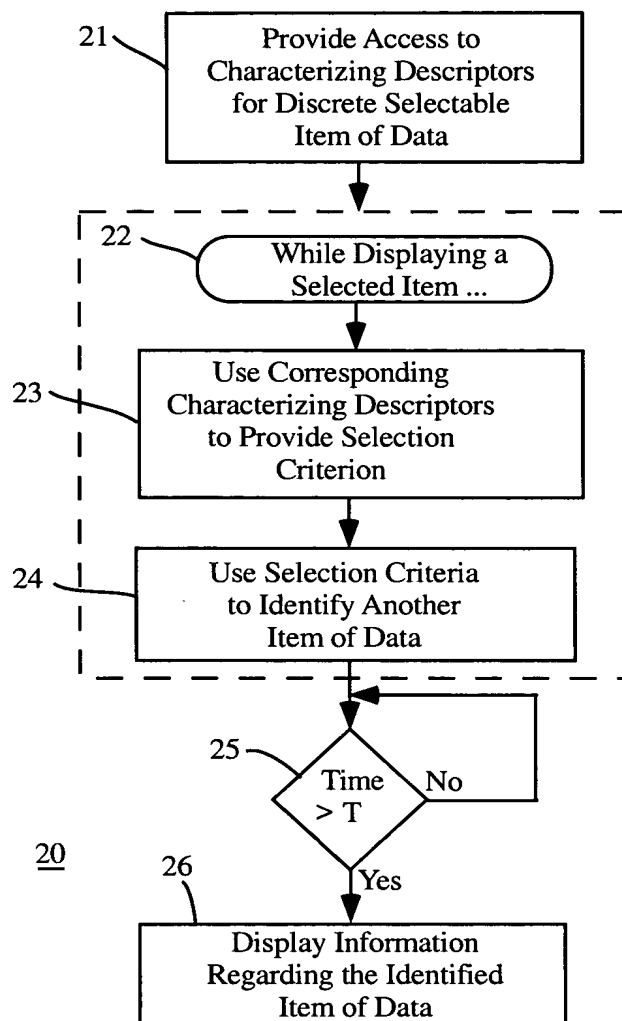 21
Provide Access to
Characterizing Descriptors
for Discrete Selectable
Item of Data
22
While Displaying a
Selected Item ...
23
Use Corresponding
Characterizing Descriptors
to Provide Selection
Criterion
24
Use Selection Criteria
to Identify Another
Item of Data
25
Time
> T
No
Yes
20
26
Display Information
Regarding the Identified
Item of Data